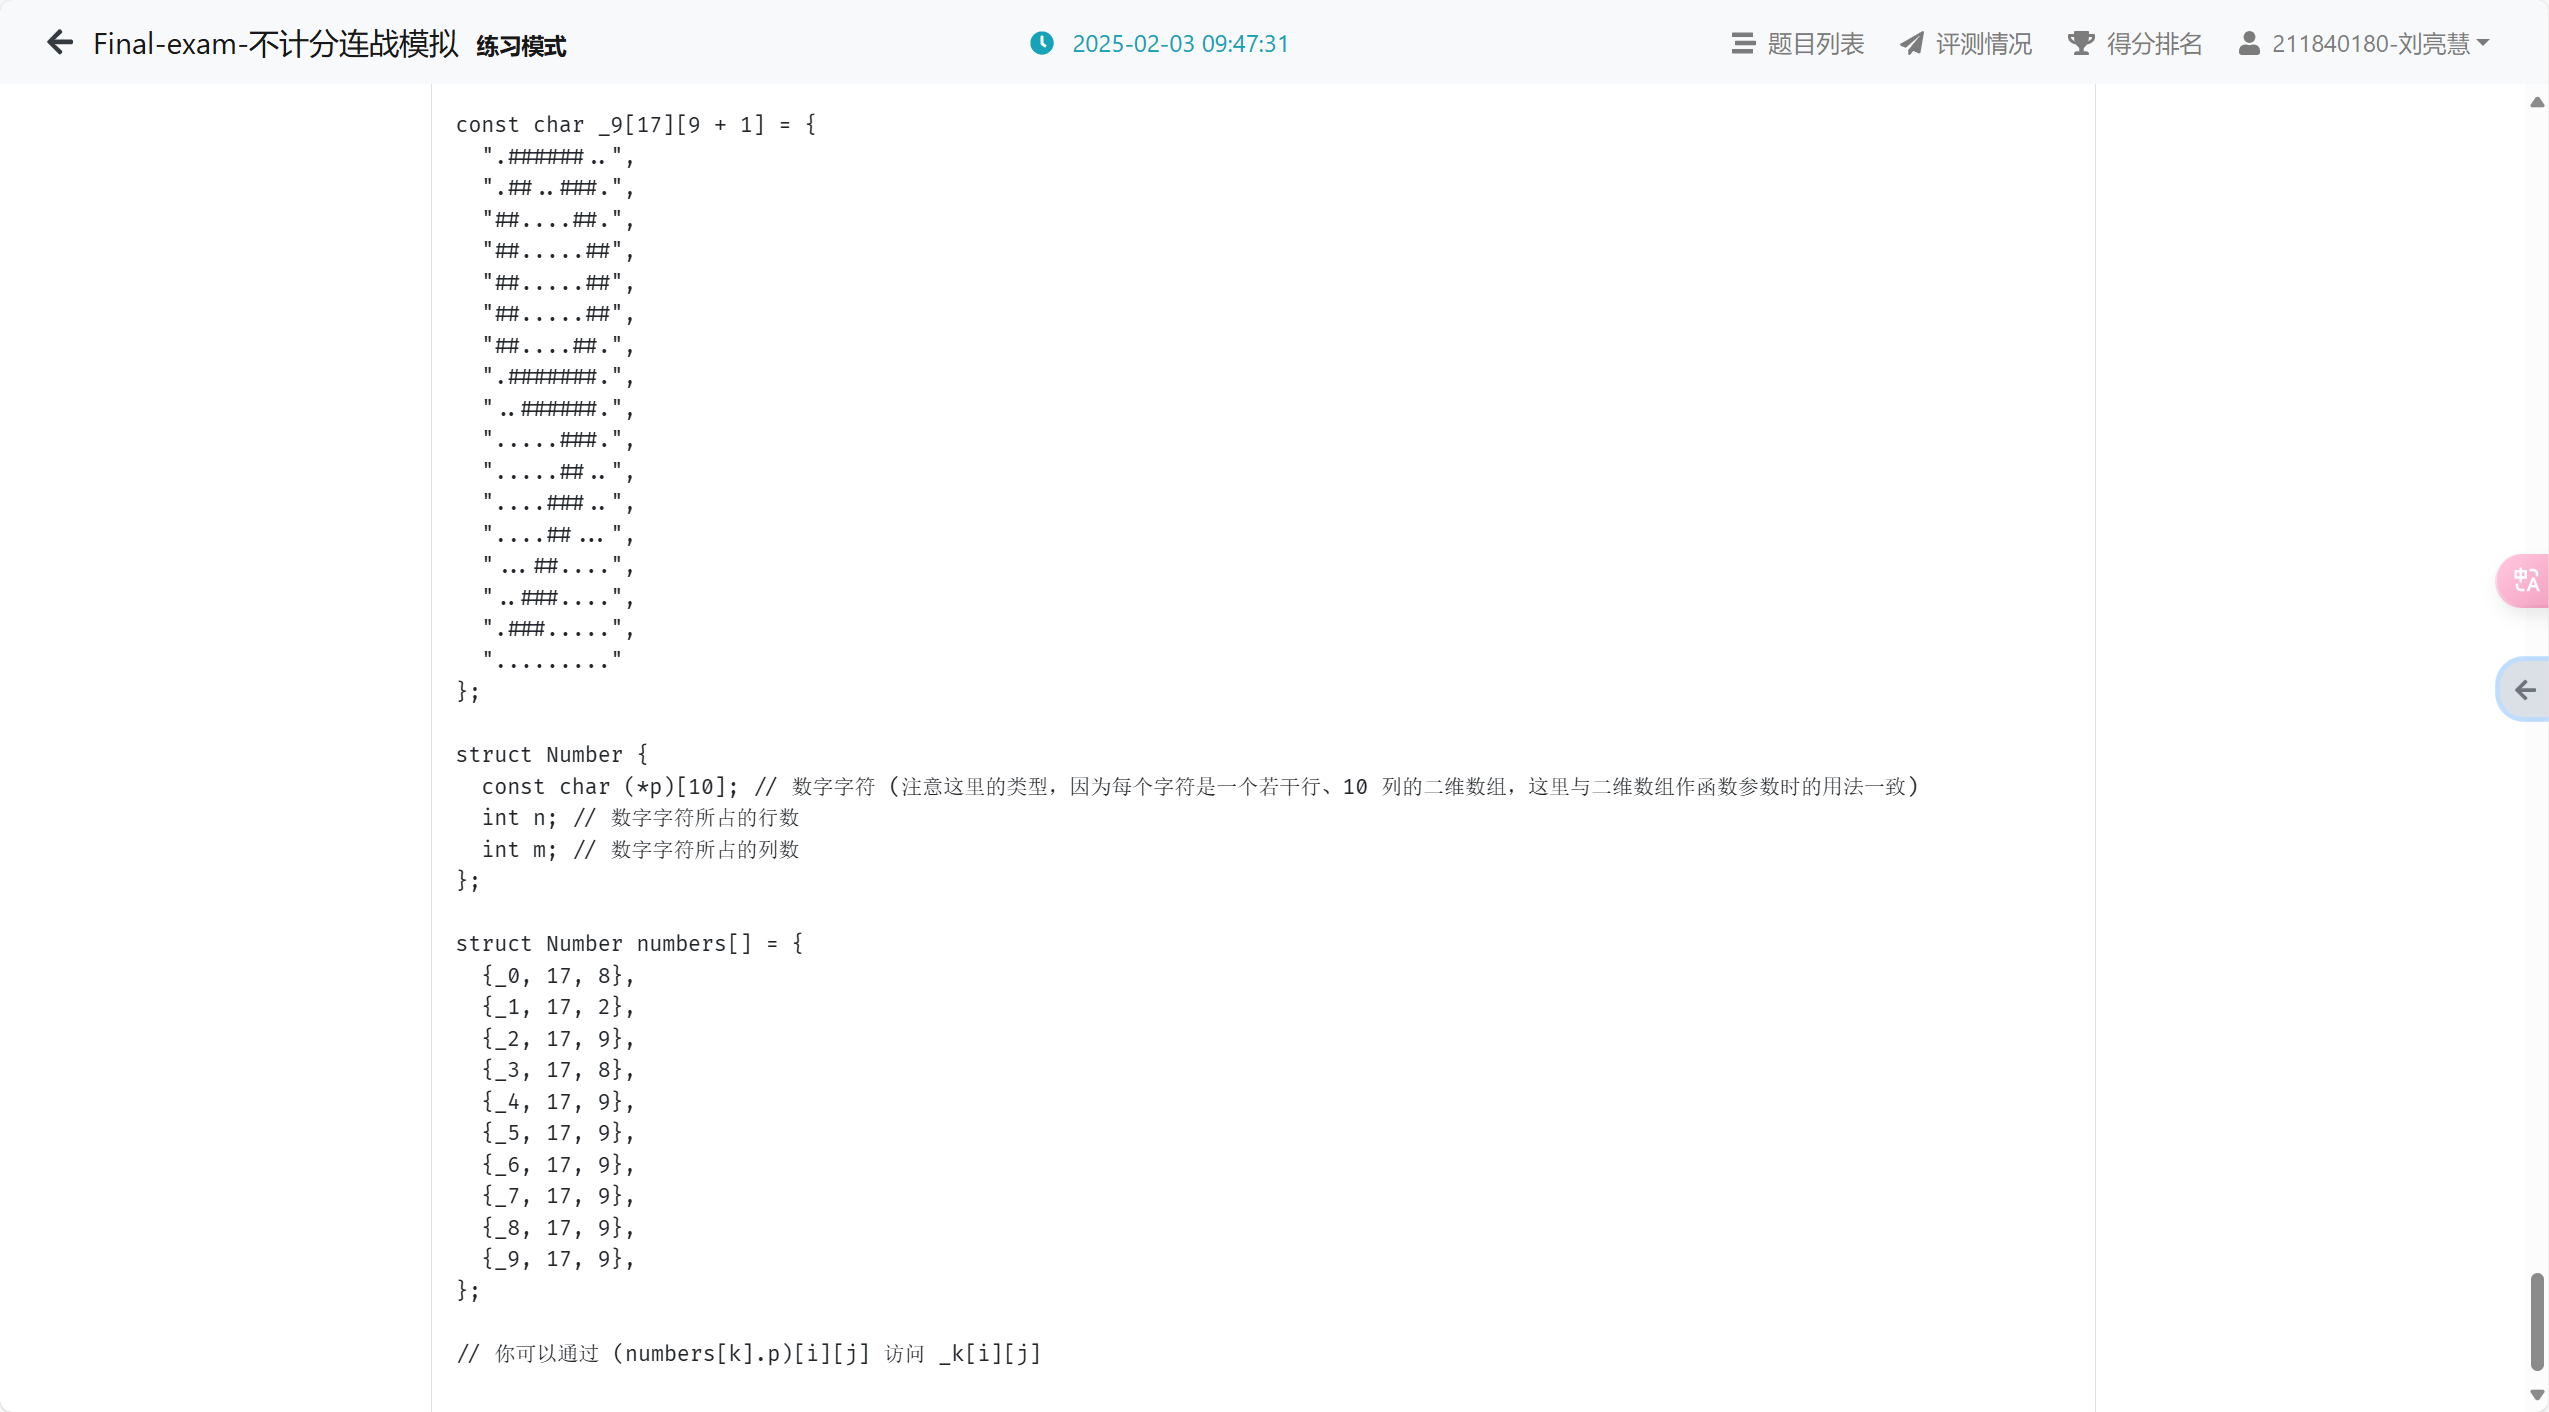 Final-exam-不计分连战模拟 练习模式
2025-02-03 09:47:31
题目列表
评测情况
得分排名
211840180-刘亮慧
const char _9[17][9 + 1] = {
  ".######..",
  ".##..###.",
  "##....##.",
  "##.....##",
  "##.....##",
  "##.....##",
  "##....##.",
  ".#######.",
  "..######.",
  ".....###.",
  ".....##..",
  "....###..",
  "....##...",
  "...##....",
  "..###....",
  ".###.....",
  "........."
};
struct Number {
  const char (*p)[10]; // 数字字符 (注意这里的类型，因为每个字符是一个若干行、10 列的二维数组，这里与二维数组作函数参数时的用法一致)
  int n; // 数字字符所占的行数
  int m; // 数字字符所占的列数
};
struct Number numbers[] = {
  {_0, 17, 8},
  {_1, 17, 2},
  {_2, 17, 9},
  {_3, 17, 8},
  {_4, 17, 9},
  {_5, 17, 9},
  {_6, 17, 9},
  {_7, 17, 9},
  {_8, 17, 9},
  {_9, 17, 9},
};
// 你可以通过 (numbers[k].p)[i][j] 访问 _k[i][j]